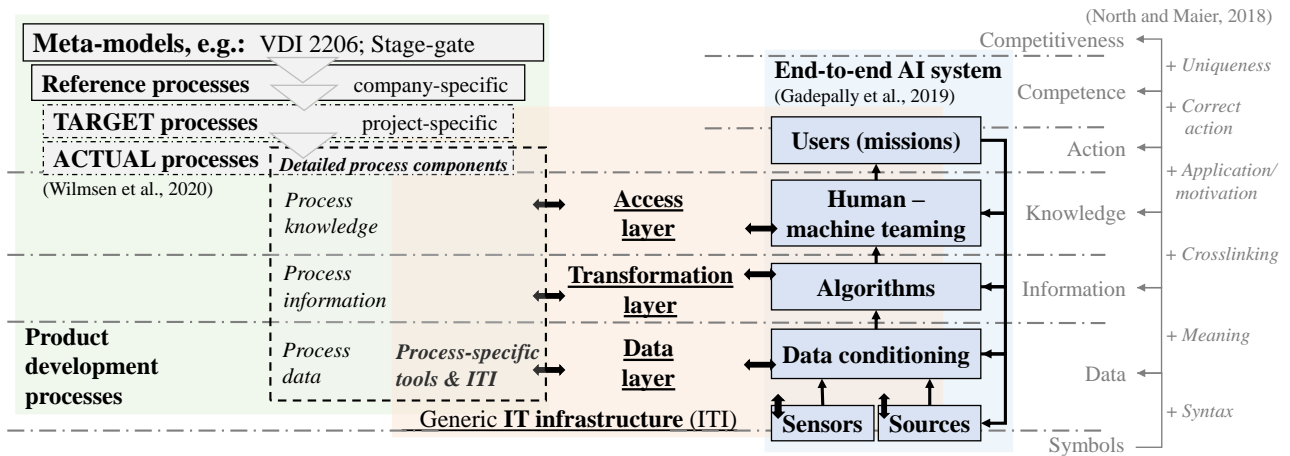 Meta-models, e.g.: VDI 2206; Stage-gate
Reference processes company-specific
TARGET processes project-specific
ACTUAL processes
(Wilmsen et al., 2020)
Detailed process components
Process
knowledge
Process
information
Process
data
Process-specific
tools & ITI
Product
development
processes
Access
layer
Transformation
layer
Data
layer
Generic IT infrastructure (ITI)
End-to-end AI system
(Gadepally et al., 2019)
Users (missions)
Human –
machine teaming
Algorithms
Data conditioning
Sensors
Sources
(North and Maier, 2018)
Competitiveness
+ Uniqueness
Competence
+ Correct
action
Action
+ Application/
motivation
Knowledge
+ Crosslinking
Information
+ Meaning
Data
+ Syntax
Symbols